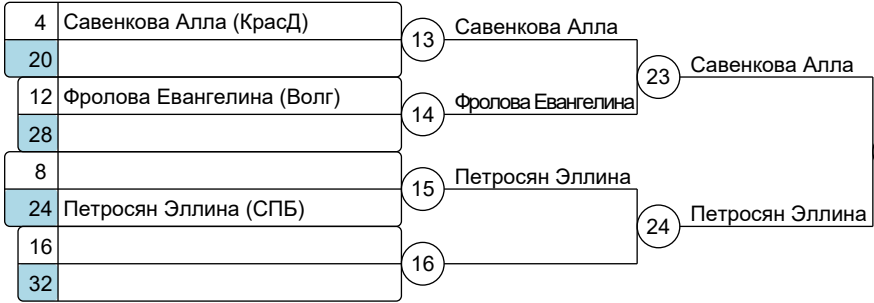 4 Савенкова Алла (КрасД)
13 Савенкова Алла
20
23 Савенкова Алла
12 Фролова Евангелина (Волг)
14 Фролова Евангелина
28
8
15 Петросян Эллина
24 Петросян Эллина (СПБ)
24 Петросян Эллина
16
16
32